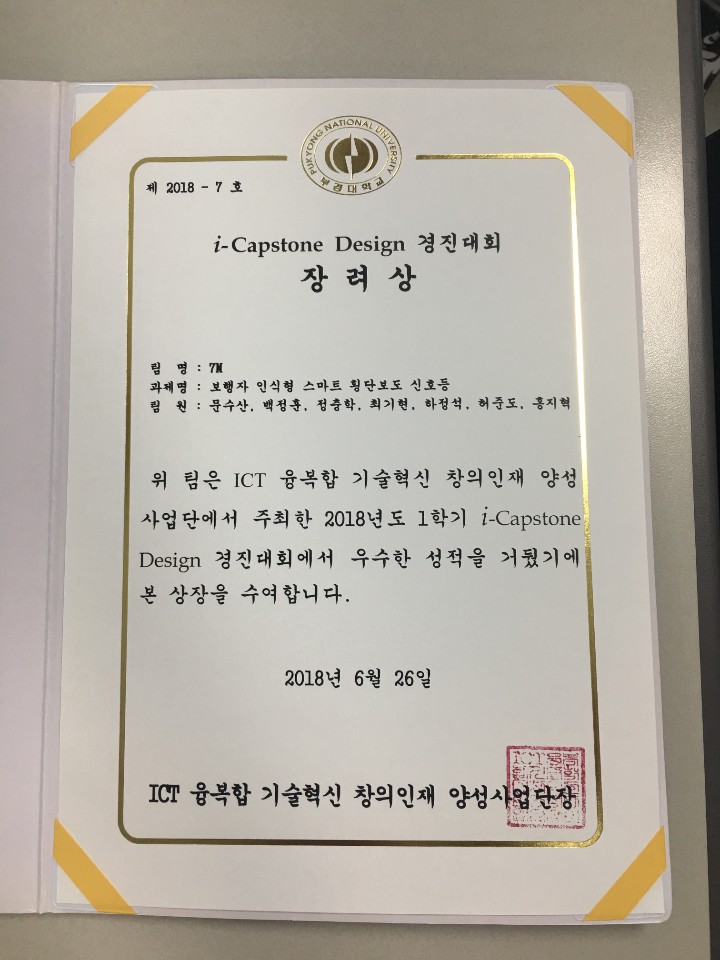 PUKYONG NATIONAL UNIVERSITY
부경대학교
제 2018 - 7 호
i-Capstone Design 경진대회
장 려 상
팀 명 : 7M
과제명 : 보행자 인식형 스마트 횡단보도 신호등
팀 원 : 문수산, 백정훈, 정충학, 최기현, 하정석, 허준도, 홍지혁
위 팀은 ICT 융복합 기술혁신 창의인재 양성
사업단에서 주최한 2018년도 1학기 i-Capstone
Design 경진대회에서 우수한 성적을 거뒀기에
본 상장을 수여합니다.
2018년 6월 26일
ICT 융복합 기술혁신 창의인재 양성사업단장